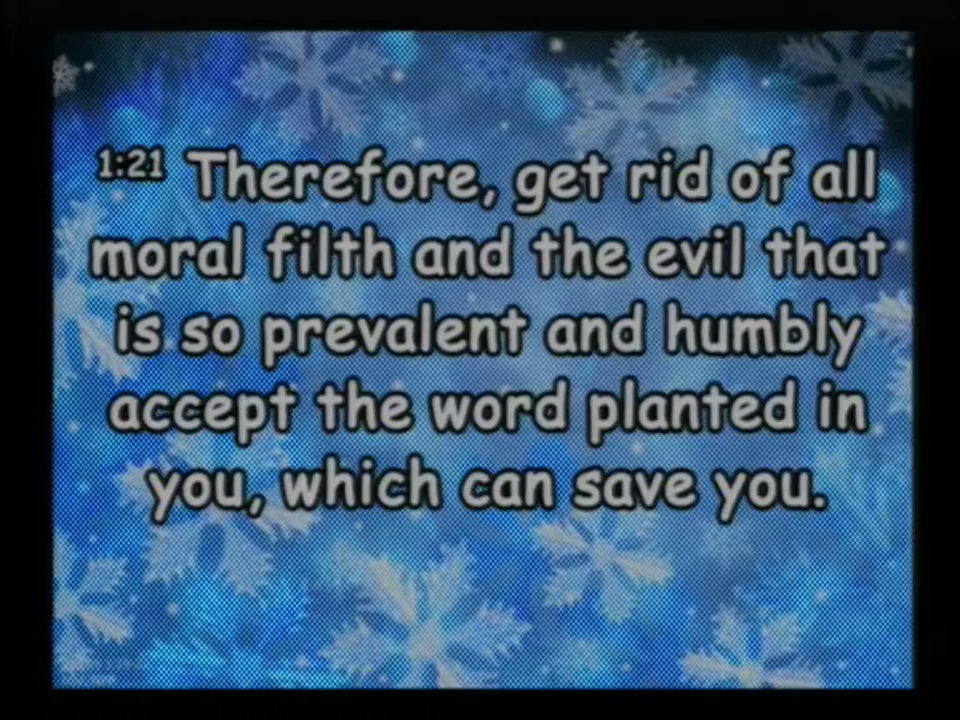 1:21 Therefore, get rid of all
moral filth and the evil that
is so prevalent and humbly
accept the word planted in
you, which can save you.